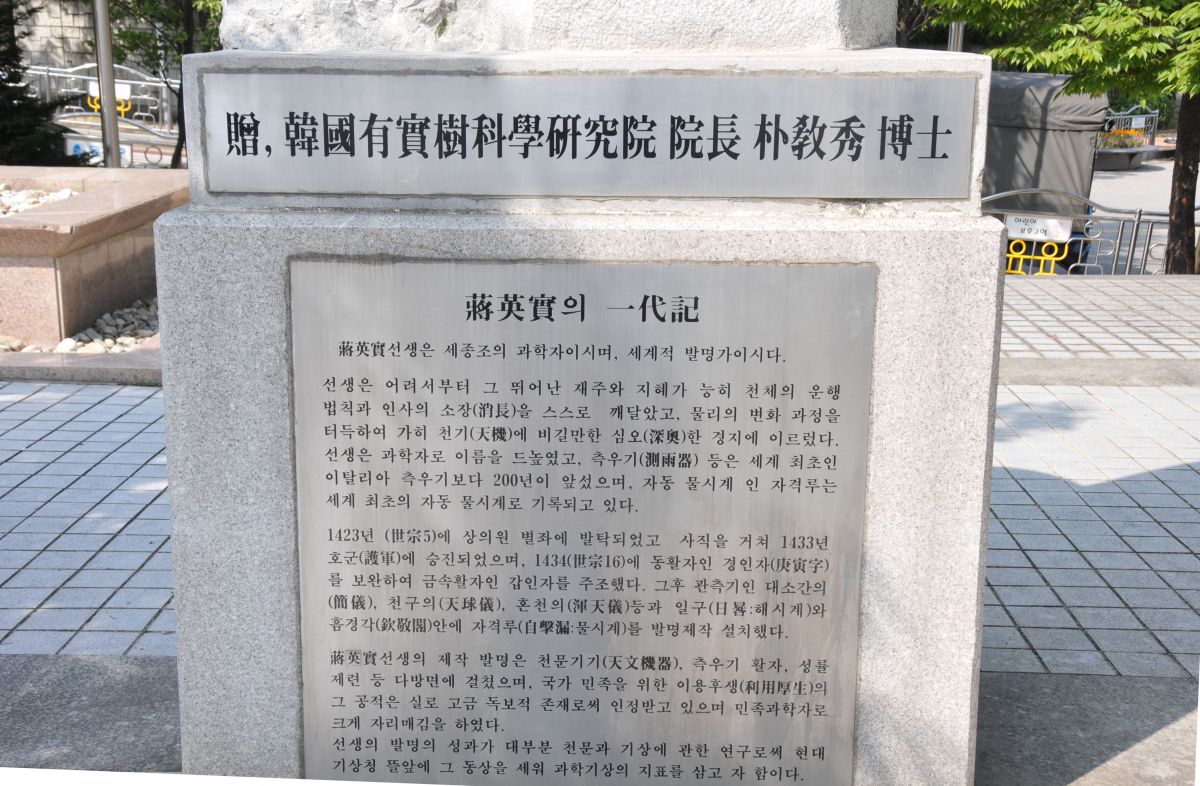 贈, 韓國有實樹科學硏究院 院長 朴敎秀 博士
蔣英實의 一代記
蔣英實선생은 세종조의 과학자이시며, 세계적 발명가이시다.
선생은 어려서부터 그 뛰어난 재주와 지혜가 능히 천체의 운행
법칙과 인사의 소장(消長)을 스스로 깨달았고, 물리의 변화 과정을
터득하여 가히 천기(天機)에 비길만한 심오(深奧)한 경지에 이르렀다.
선생은 과학자로 이름을 드높였고, 측우기(測雨器) 등은 세계 최초인
이탈리아 측우기보다 200년이 앞섰으며, 자동 물시계 인 자격루는
세계 최초의 자동 물시계로 기록되고 있다.
1423년 (世宗5)에 상의원 별좌에 발탁되었고 사직을 거쳐 1433년
호군(護軍)에 승진되었으며, 1434(世宗16)에 동활자인 경인자(庚寅字)
를 보완하여 금속활자인 갑인자를 주조했다. 그후 관측기인 대소간의
(簡儀), 천구의(天球儀), 혼천의(渾天儀)등과 일구(日晷:해시계)와
흠경각(欽敬閣)안에 자격루(自擊漏:물시계)를 발명제작 설치했다.
蔣英實선생의 제작 발명은 천문기기(天文機器), 측우기 활자, 성률
제련 등 다방면에 걸쳤으며, 국가 민족을 위한 이용후생(利用厚生)의
그 공적은 실로 고금 독보적 존재로써 인정받고 있으며 민족과학자로
크게 자리매김을 하였다.
선생의 발명의 성과가 대부분 천문과 기상에 관한 연구로써 현대
기상청 뜰앞에 그 동상을 세워 과학기상의 지표를 삼고 자 함이다.
어린이
보호구역